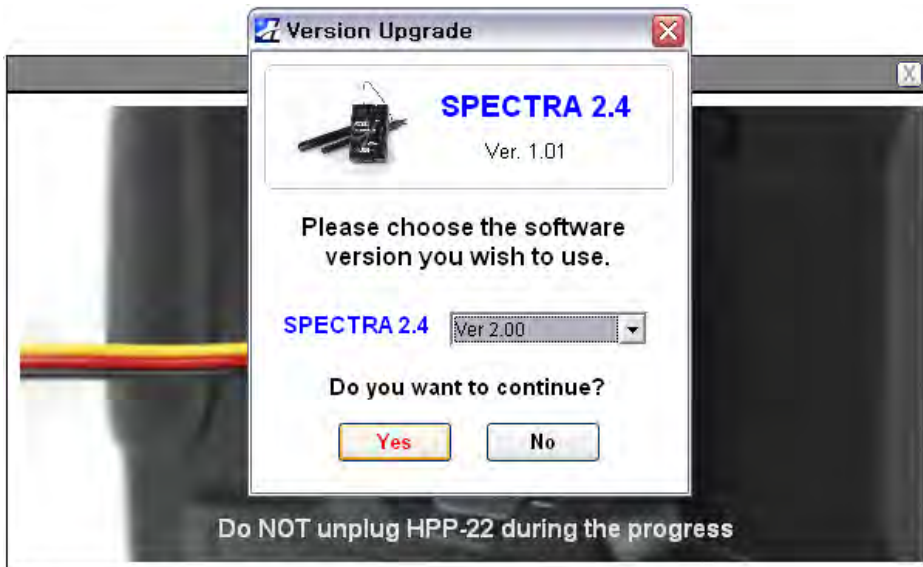 Version Upgrade
X
SPECTRA 2.4
Ver. 1.01
Please choose the software
version you wish to use.
SPECTRA 2.4 Ver 2.00
Do you want to continue?
Yes No
Do NOT unplug HPP-22 during the progress